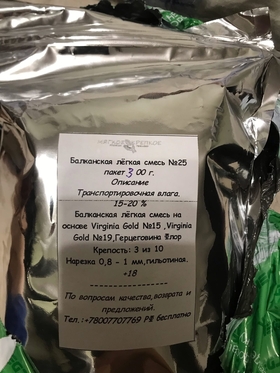 Балканская лёгкая смесь №25
пакет 300 г.
Описание
Транспортировочная влага.
15-20 %
Балканская лёгкая смесь на
основе Virginia Gold №15 ,Virginia
Gold №19,Герцеговина Флор
Крепость: 3 из 10
Нарезка 0,8 - 1 мм,гильотиная.
+18
По вопросам качества,возврата и
предложений.
Тел.:+78007707769 РФ бесплатно